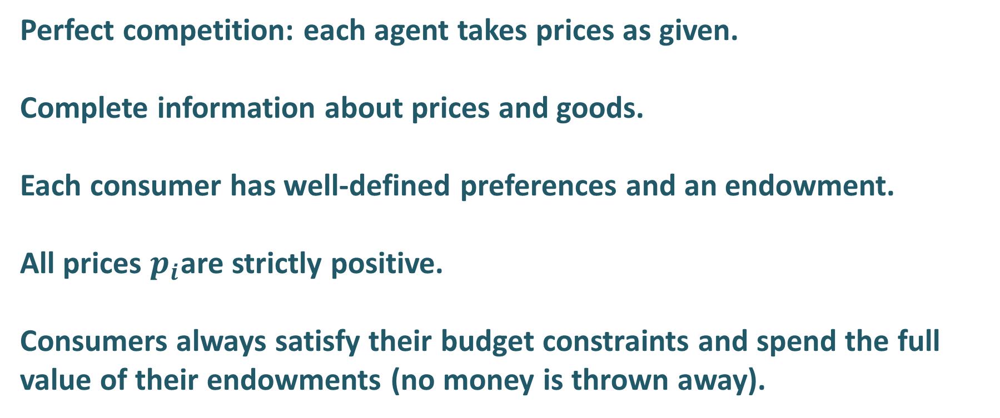 Perfect competition: each agent takes prices as given.
Complete information about prices and goods.
Each consumer has well-defined preferences and an endowment.
All prices $p_i$are strictly positive.
Consumers always satisfy their budget constraints and spend the full
value of their endowments (no money is thrown away).